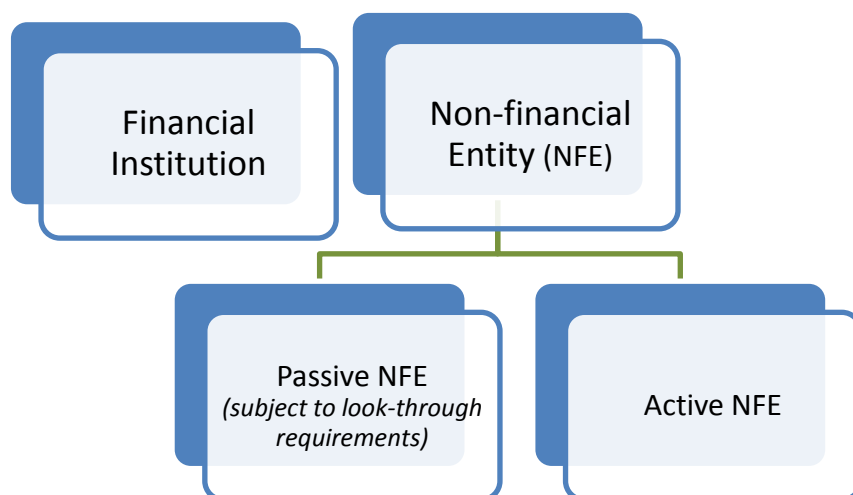 Financial
Institution
Non-financial
Entity (NFE)
Passive NFE
(subject to look-through
requirements)
Active NFE